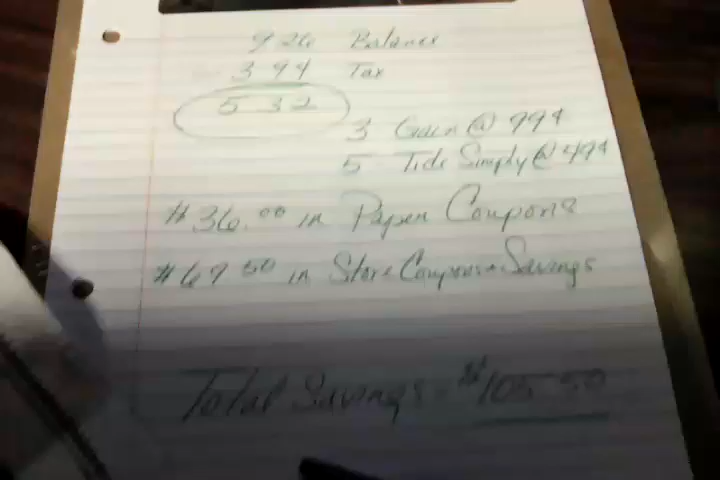 9 26 Balance
3 94 Tax
5 32
3 Gain @ 99¢
5 Tide Simply @ 49¢
$36.00 in Paper Coupons
$69 50 in Store Coupons + Savings
Total Savings = $105.50